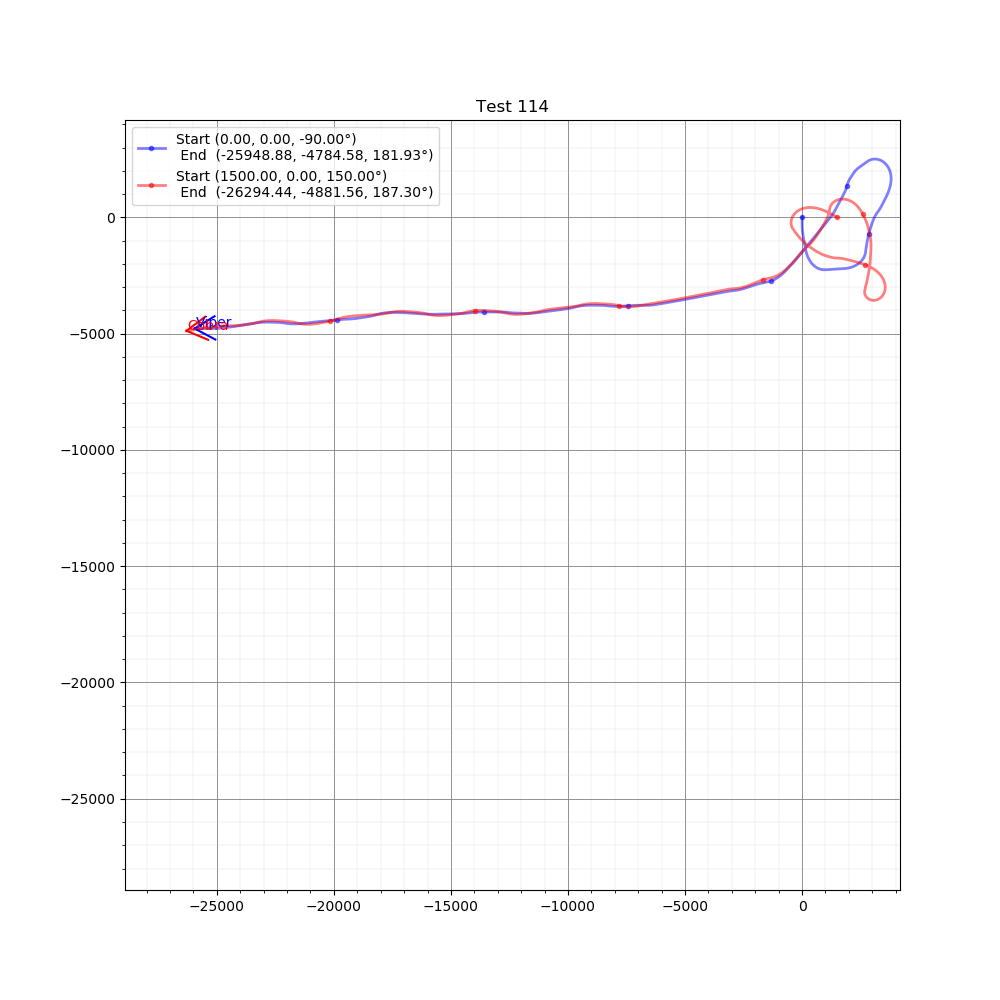 Test 114
Start (0.00, 0.00, -90.00°)
End  (-25948.88, -4784.58, 181.93°)
Start (1500.00, 0.00, 150.00°)
End  (-26294.44, -4881.56, 187.30°)
0
−5000
−10000
−15000
−20000
−25000
−25000
−20000
−15000
−10000
−5000
0